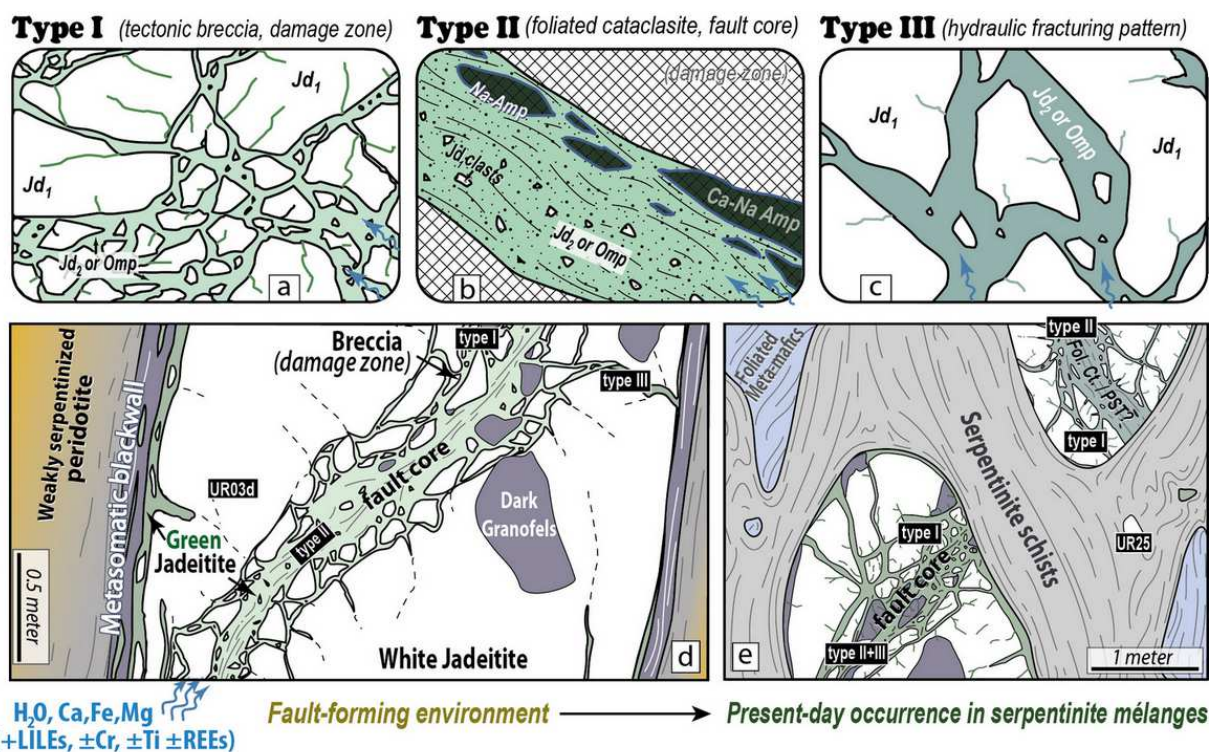 Type I (tectonic breccia, damage zone)
Type II (foliated cataclasite, fault core)
Type III (hydraulic fracturing pattern)
Jd1
Jd1
Jd2 or Omp
a
(damage zone)
Na-Amp
Jd1clasts
Ca-Na Amp
Jd2 or Omp
b
Jd1
Jd2 or Omp
Jd1
c
Weakly serpentinized
peridotite
Metasomatic blackwall
Breccia
(damage zone)
type I
type III
UR03d
fault core
type II
Green
Jadeitite
Dark
Granofels
White Jadeitite
0.5 meter
d
Foliated
Meta-mafics
type II
Fol. Ct. PST?
type I
Serpentinite
schists
type I
fault core
type II+III
UR25
1 meter
e
H2O, Ca,Fe,Mg
+LILEs, ±Cr, ±Ti ±REEs)
Fault-forming environment
Present-day occurrence in serpentinite mélanges